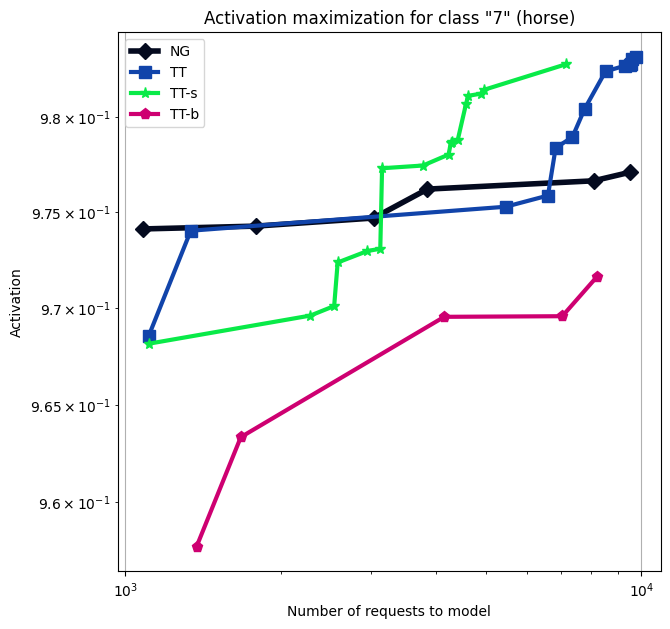 Activation maximization for class "7" (horse)
NG
TT
TT-s
TT-b
9.8 × 10⁻¹
9.75 × 10⁻¹
9.7 × 10⁻¹
9.65 × 10⁻¹
9.6 × 10⁻¹
Activation
10³
10⁴
Number of requests to model